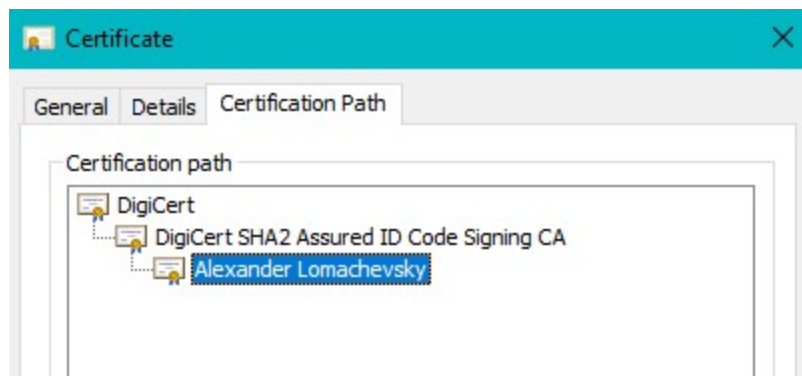 Certificate
General Details Certification Path
Certification path
DigiCert
DigiCert SHA2 Assured ID Code Signing CA
Alexander Lomachevsky